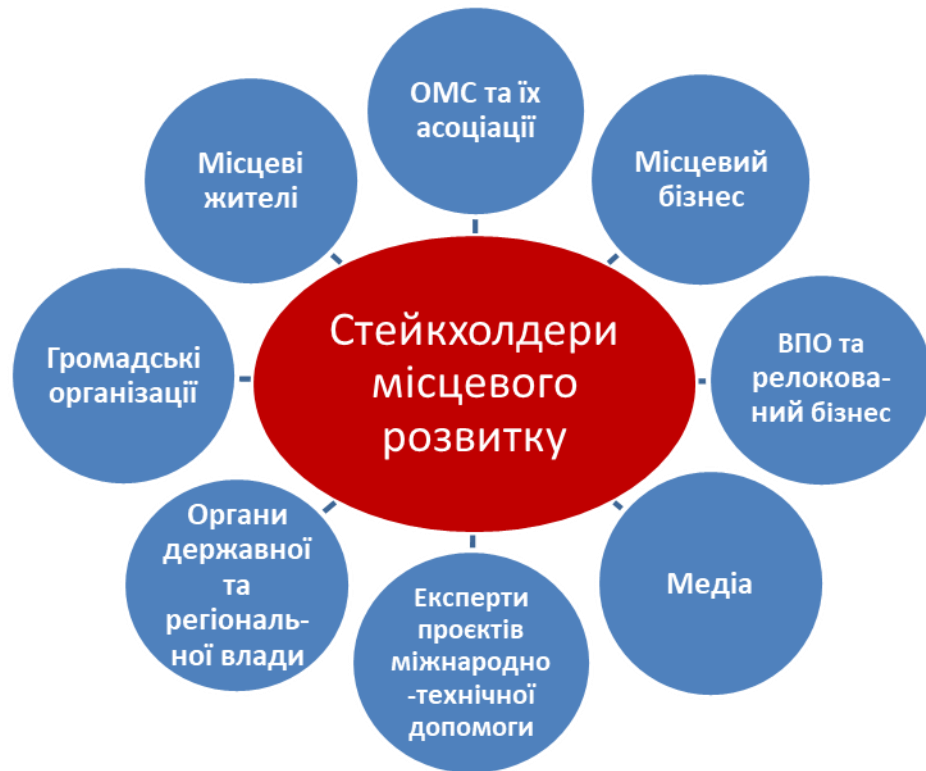 ОМС та їх
асоціації
Місцевий
бізнес
ВПО та
релокова-
ний бізнес
Медіа
Експерти
проєктів
міжнародно
-технічної
допомоги
Органи
державної
та
регіональ-
ної влади
Громадські
організації
Місцеві
жителі
Стейкхолдери
місцевого
розвитку